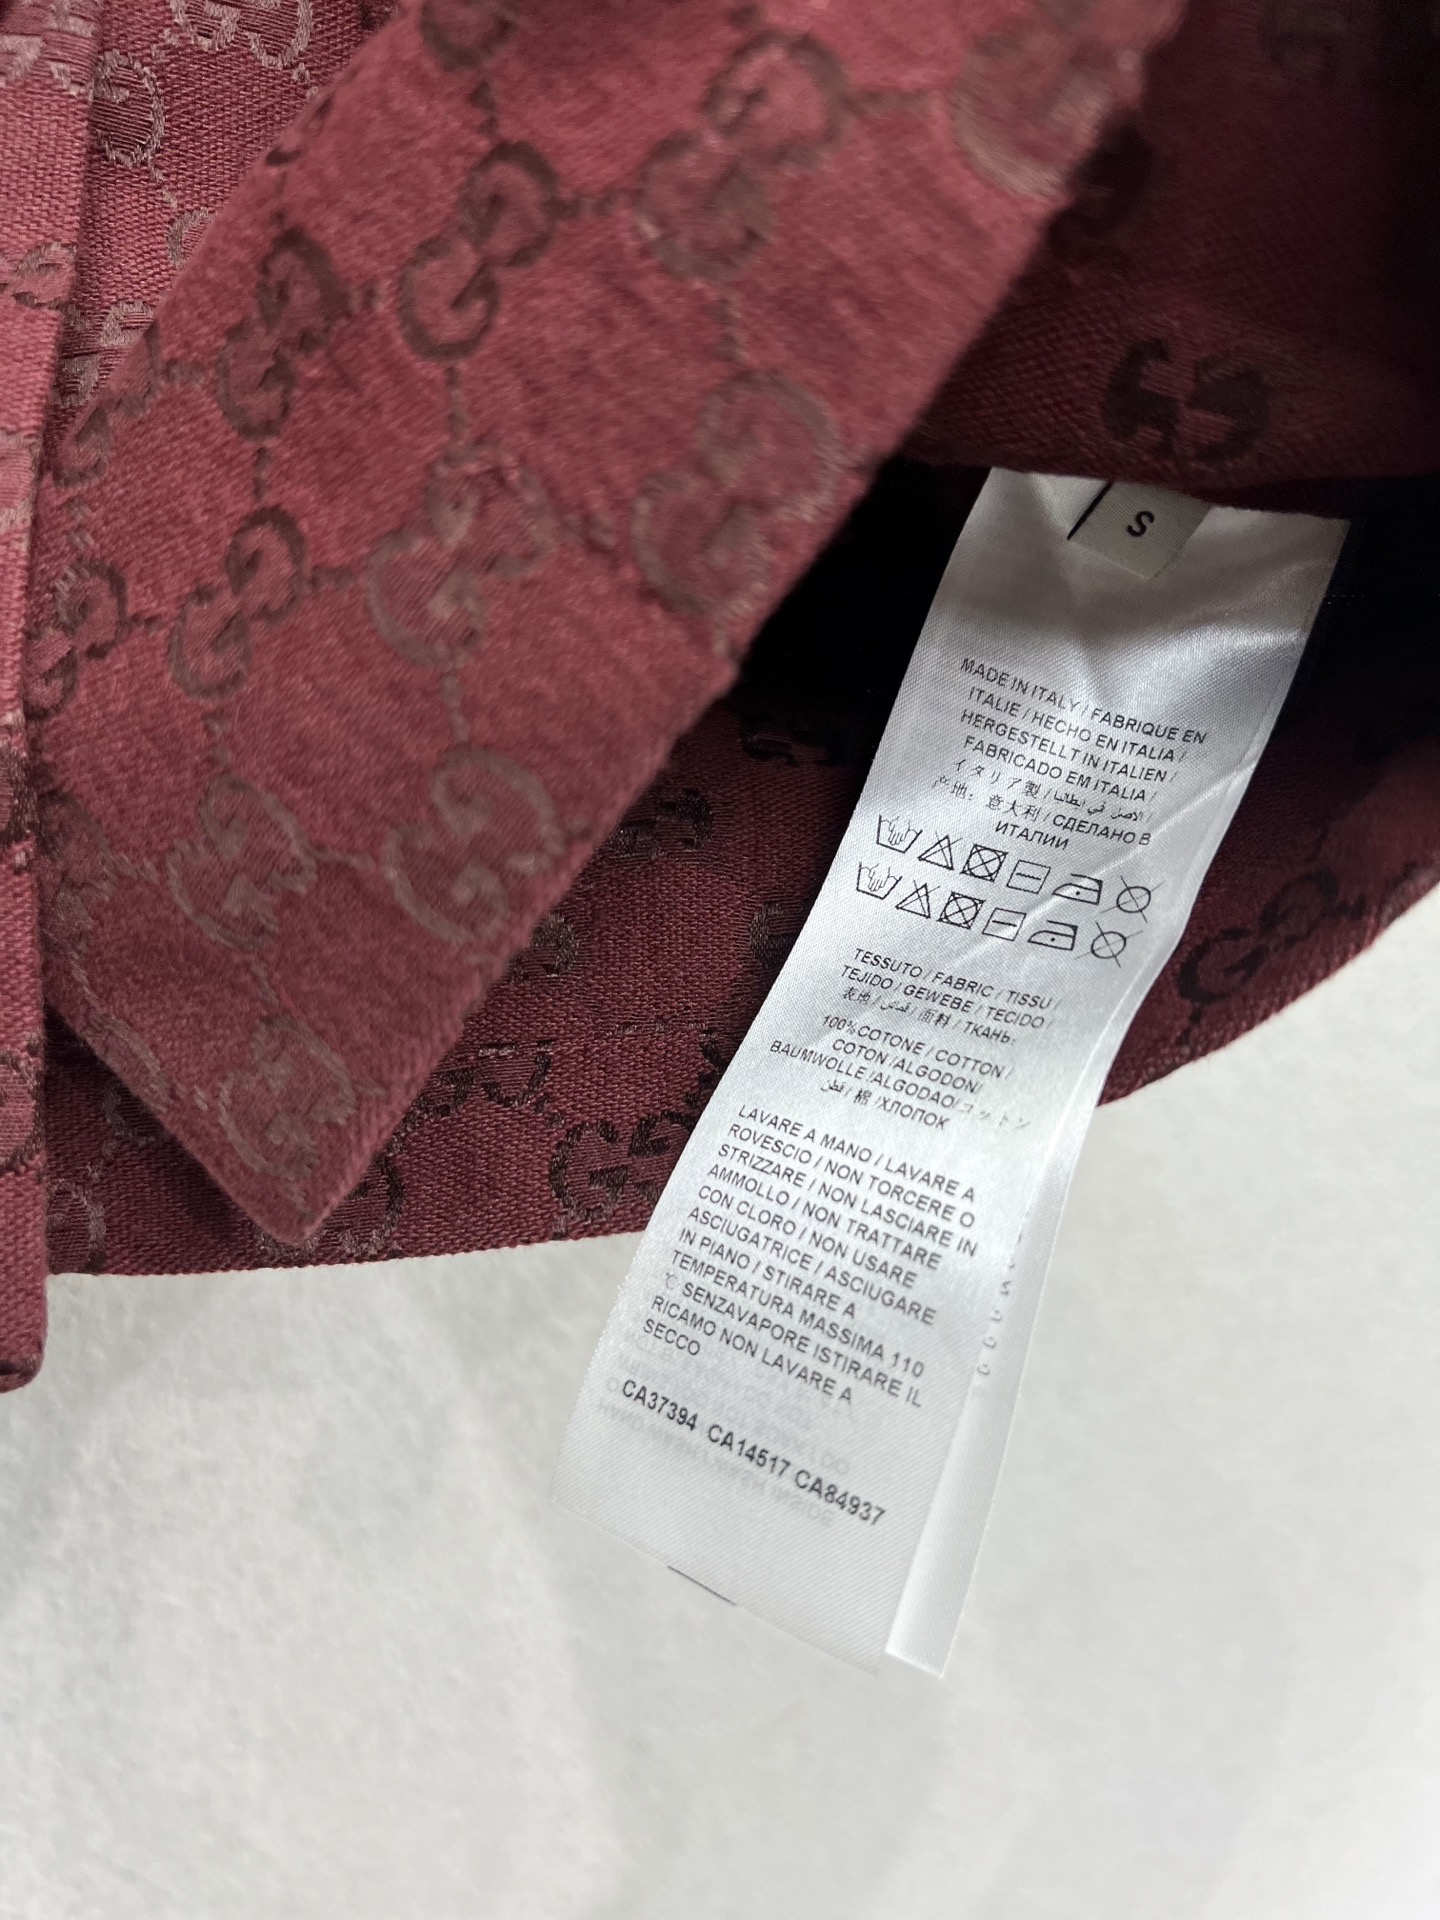 S
MADE IN ITALY / FABRIQUE EN
ITALIE / HECHO EN ITALIA /
HERGESTELLT IN ITALIEN /
FABRICADO EM ITALIA /
イタリア製 / الاصل في إيطاليا /
产地：意大利 / СДЕЛАНО В
ИТАЛИИ
TESSUTO / FABRIC / TISSU /
TEJIDO / GEWEBE / TECIDO /
表地 / قماش / 面料 / ТКАНЬ:
100% COTONE / COTTON /
COTON /ALGODON/
BAUMWOLLE /ALGODAO/コットン
قطن / 棉 /ХЛОПОК
LAVARE A MANO / LAVARE A
ROVESCIO / NON TORCERE O
STRIZZARE / NON LASCIARE IN
AMMOLLO / NON TRATTARE
CON CLORO / NON USARE
ASCIUGATRICE / ASCIUGARE
IN PIANO / STIRARE A
TEMPERATURA MASSIMA 110
℃ SENZAVAPORE ISTIRARE IL
RICAMO NON LAVARE A
SECCO
CA37394 CA14517 CA84937